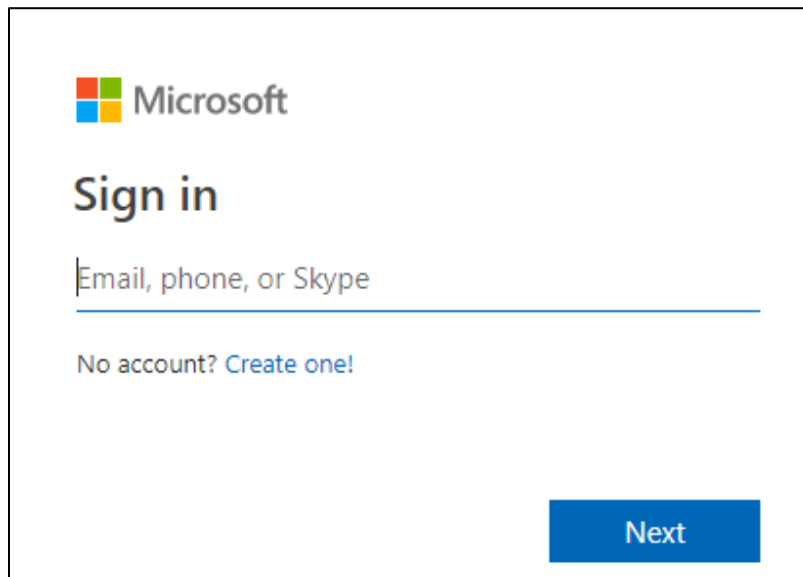 Microsoft
Sign in
Email, phone, or Skype
No account? Create one!
Next